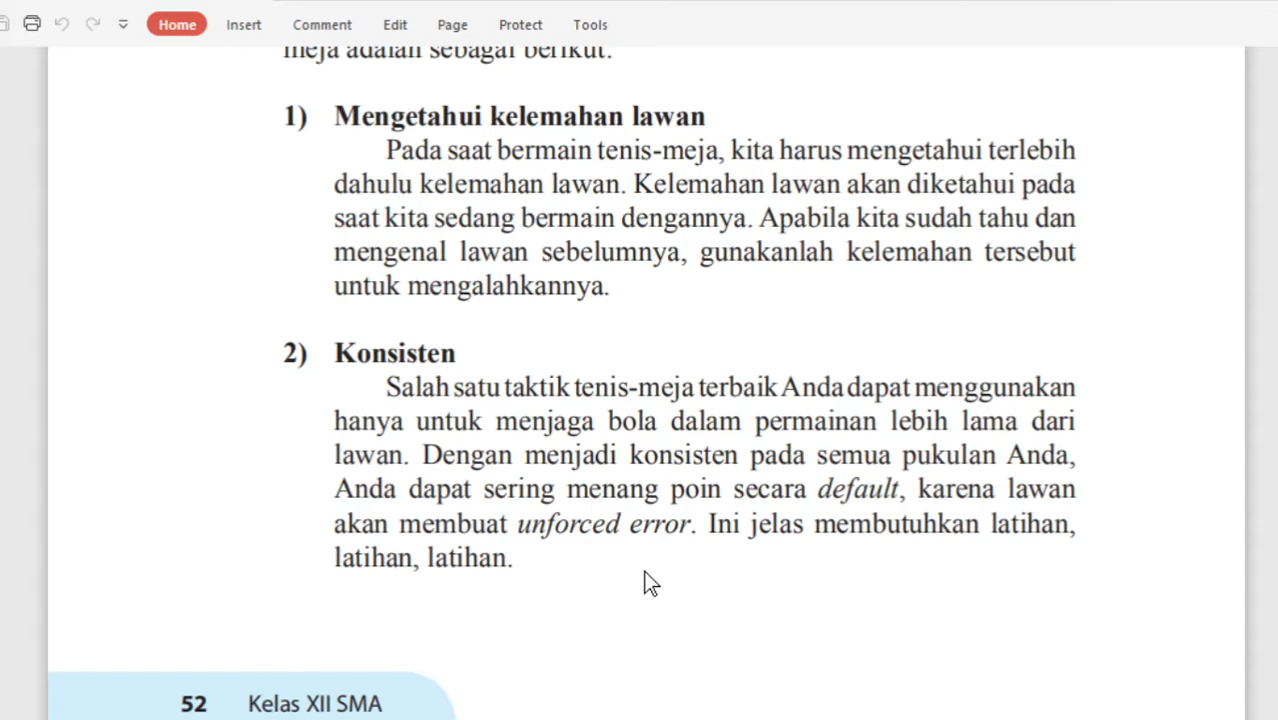 Home Insert Comment Edit Page Protect Tools
meja adalah sebagai berikut.
1) Mengetahui kelemahan lawan
Pada saat bermain tenis-meja, kita harus mengetahui terlebih
dahulu kelemahan lawan. Kelemahan lawan akan diketahui pada
saat kita sedang bermain dengannya. Apabila kita sudah tahu dan
mengenal lawan sebelumnya, gunakanlah kelemahan tersebut
untuk mengalahkannya.
2) Konsisten
Salah satu taktik tenis-meja terbaik Anda dapat menggunakan
hanya untuk menjaga bola dalam permainan lebih lama dari
lawan. Dengan menjadi konsisten pada semua pukulan Anda,
Anda dapat sering menang poin secara default, karena lawan
akan membuat unforced error. Ini jelas membutuhkan latihan,
latihan, latihan.
52 Kelas XII SMA